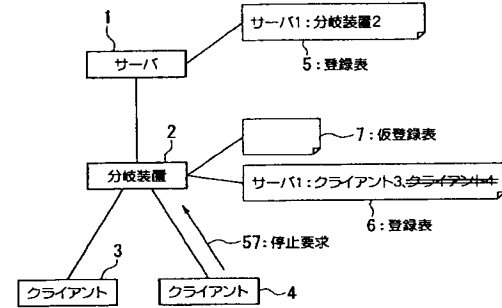 1
サーバ
サーバ1:分岐装置2
5:登録表
2
分岐装置
7:仮登録表
サーバ1:クライアント3、クライアント4
6:登録表
57:停止要求
3
クライアント
クライアント
4